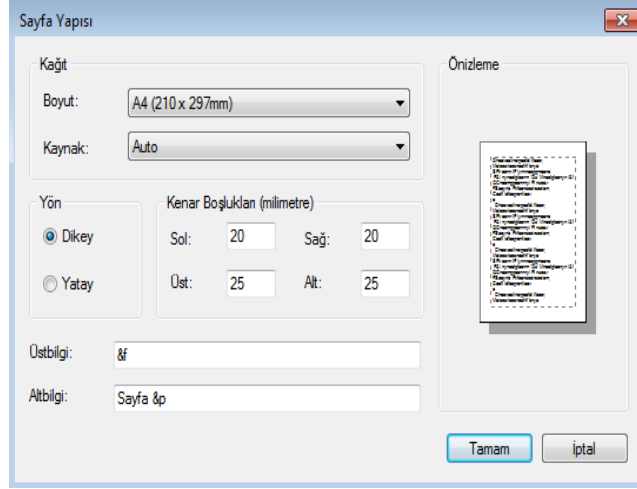 Sayfa Yapısı
Kağıt
Boyut: A4 (210 x 297mm)
Kaynak: Auto
Yön
Dikey
Yatay
Kenar Boşlukları (milimetre)
Sol: 20 Sağ: 20
Üst: 25 Alt: 25
Üstbilgi: &f
Altbilgi: Sayfa &p
Önizleme
Tamam İptal